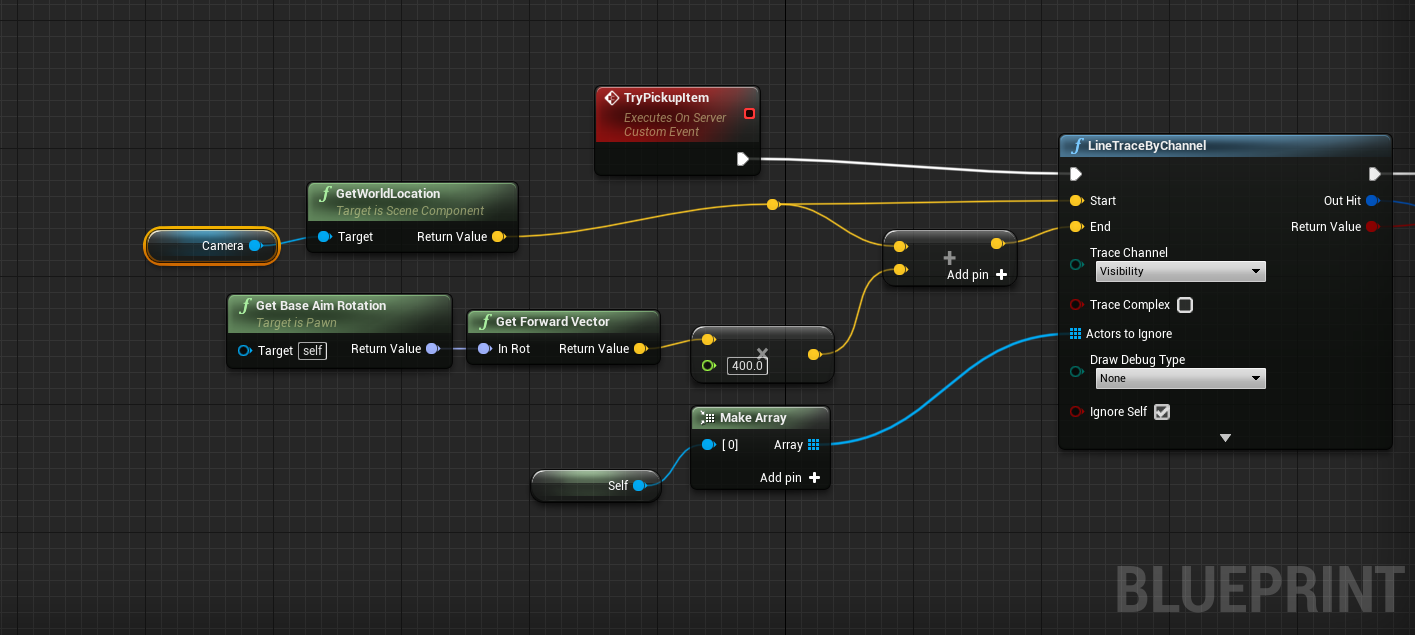 TryPickupItem
Executes On Server
Custom Event
GetWorldLocation
Target is Scene Component
Target Return Value
Camera
Get Base Aim Rotation
Target is Pawn
Target self Return Value
Get Forward Vector
In Rot Return Value
400.0
Add pin
Make Array
[0] Array
Add pin
Self
LineTraceByChannel
Start Out Hit
End Return Value
Trace Channel
Visibility
Trace Complex
Actors to Ignore
Draw Debug Type
None
Ignore Self
BLUEPRINT